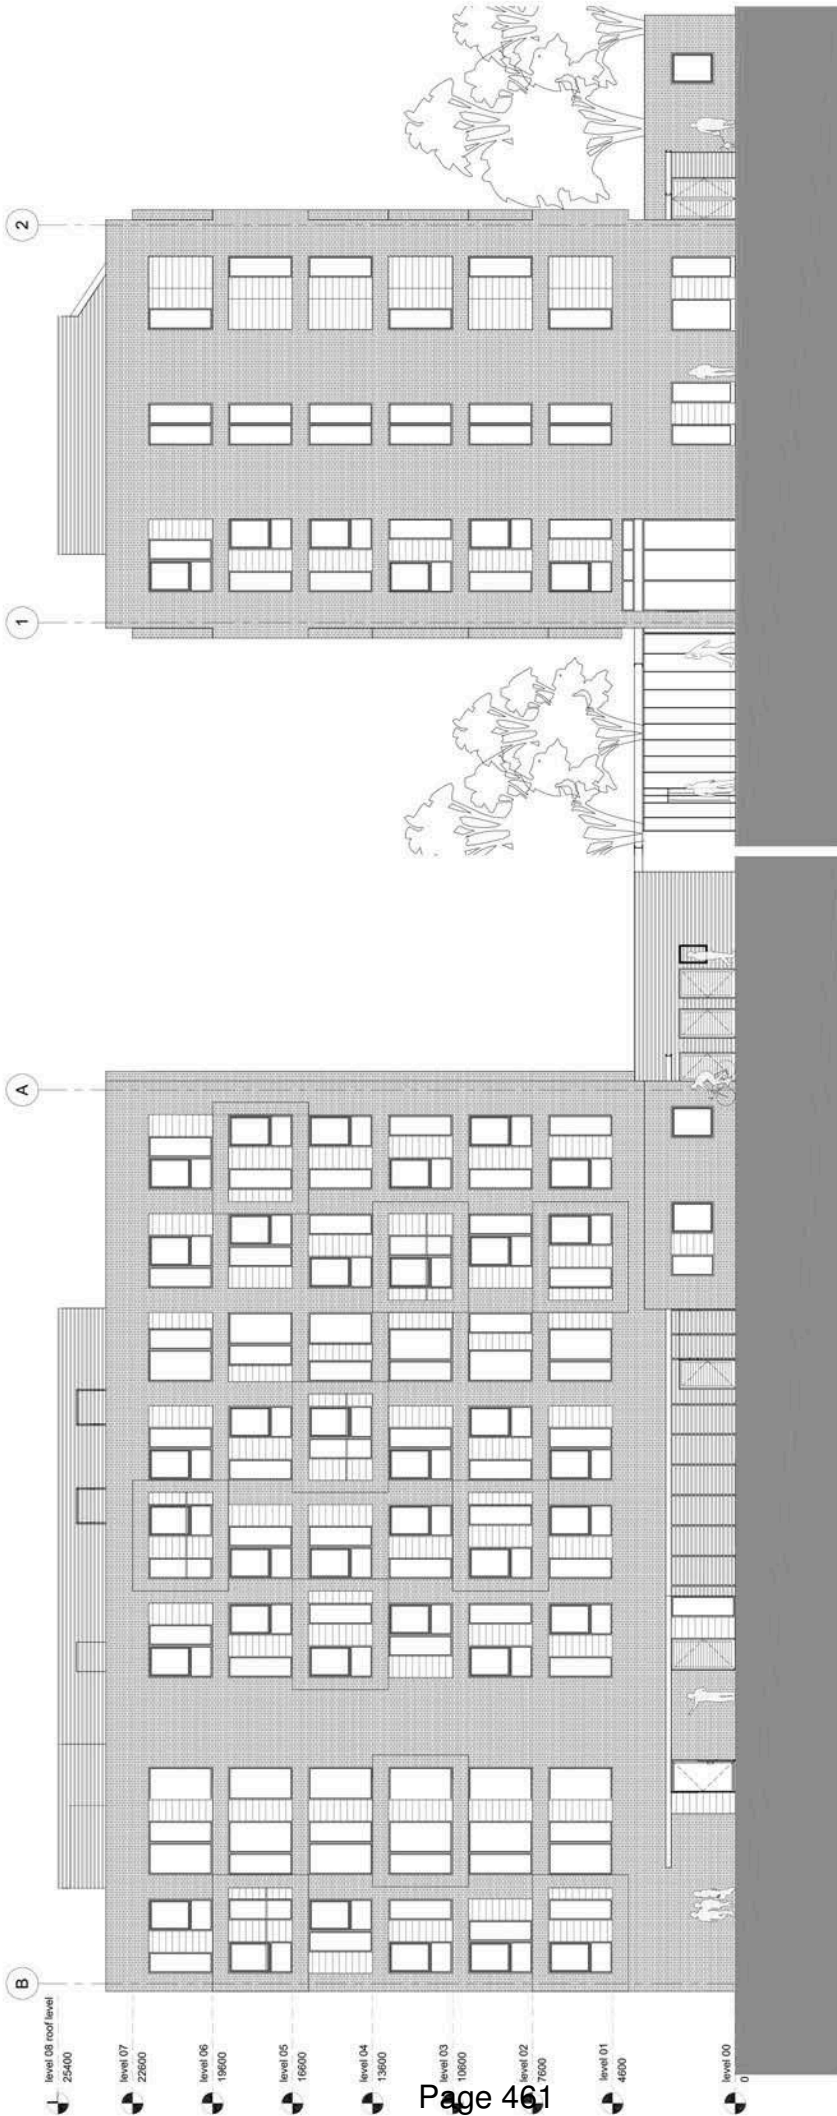 2
1
A
B
level 08 roof level
25400
level 07
22600
level 06
19600
level 05
16600
level 04
13600
level 03
10600
level 02
7600
level 01
4600
level 00
0
Page 461